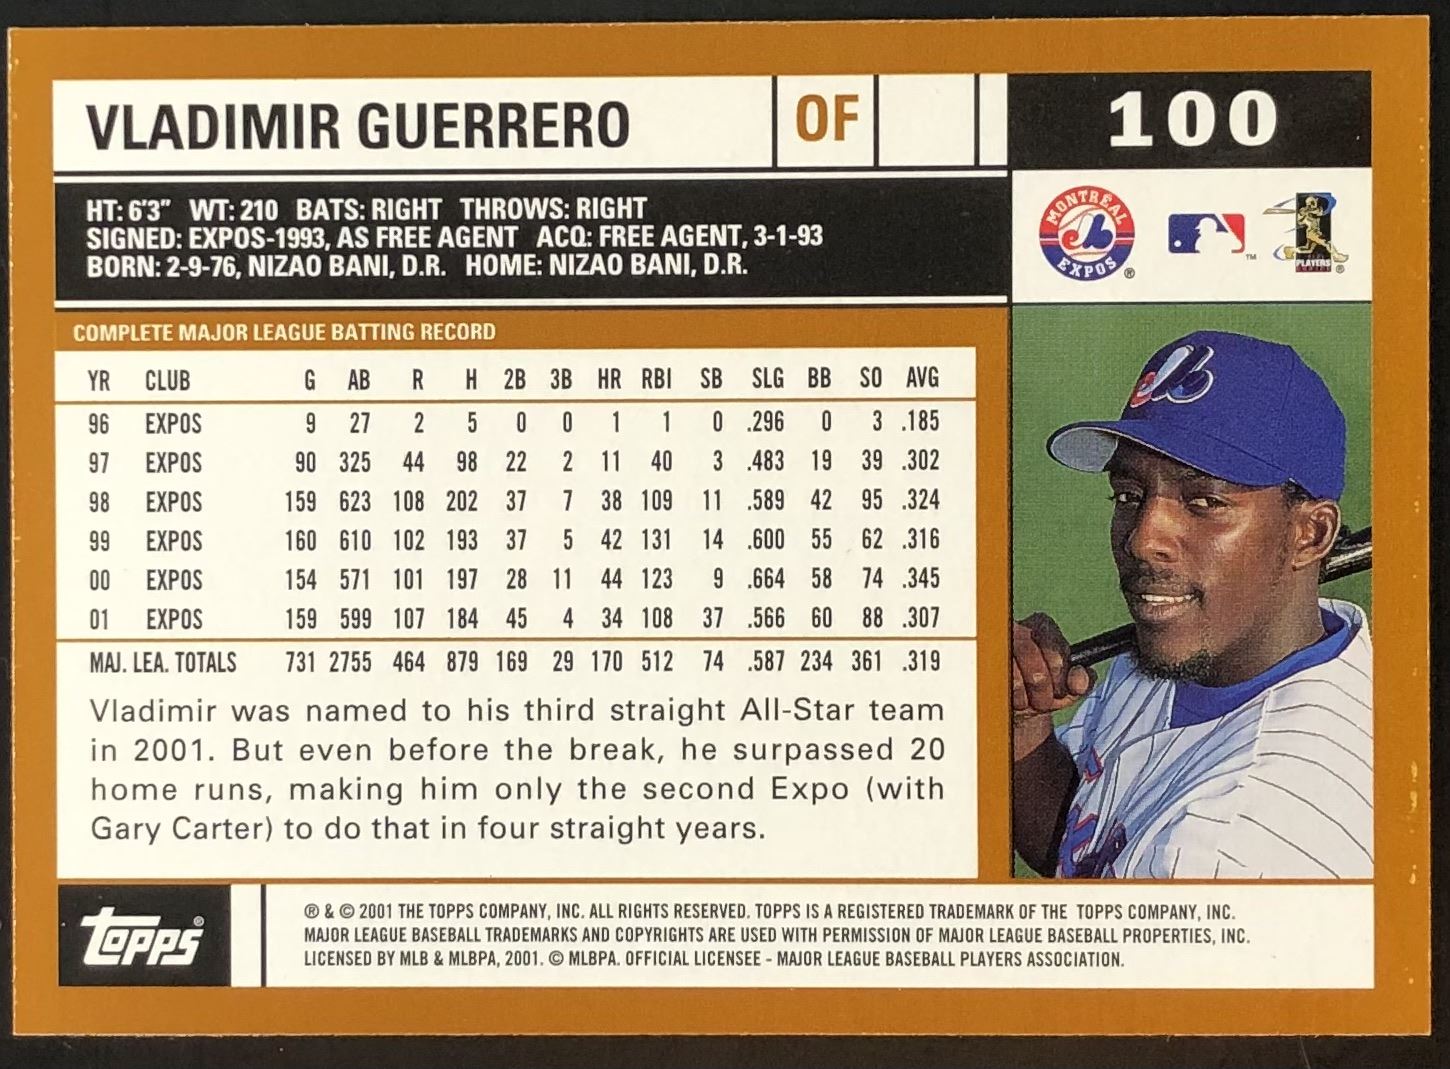 VLADIMIR GUERRERO OF 100
HT: 6'3" WT: 210 BATS: RIGHT THROWS: RIGHT
SIGNED: EXPOS-1993, AS FREE AGENT ACQ: FREE AGENT, 3-1-93
BORN: 2-9-76, NIZAO BANI, D.R. HOME: NIZAO BANI, D.R.
MONTRÉAL
EXPOS ®
TM
PLAYERS ®
COMPLETE MAJOR LEAGUE BATTING RECORD
YR CLUB G AB R H 2B 3B HR RBI SB SLG BB SO AVG
96 EXPOS 9 27 2 5 0 0 1 1 0 .296 0 3 .185
97 EXPOS 90 325 44 98 22 2 11 40 3 .483 19 39 .302
98 EXPOS 159 623 108 202 37 7 38 109 11 .589 42 95 .324
99 EXPOS 160 610 102 193 37 5 42 131 14 .600 55 62 .316
00 EXPOS 154 571 101 197 28 11 44 123 9 .664 58 74 .345
01 EXPOS 159 599 107 184 45 4 34 108 37 .566 60 88 .307
MAJ. LEA. TOTALS 731 2755 464 879 169 29 170 512 74 .587 234 361 .319
Vladimir was named to his third straight All-Star team
in 2001. But even before the break, he surpassed 20
home runs, making him only the second Expo (with
Gary Carter) to do that in four straight years.
Topps®
® & © 2001 THE TOPPS COMPANY, INC. ALL RIGHTS RESERVED. TOPPS IS A REGISTERED TRADEMARK OF THE TOPPS COMPANY, INC.
MAJOR LEAGUE BASEBALL TRADEMARKS AND COPYRIGHTS ARE USED WITH PERMISSION OF MAJOR LEAGUE BASEBALL PROPERTIES, INC.
LICENSED BY MLB & MLBPA, 2001. © MLBPA. OFFICIAL LICENSEE - MAJOR LEAGUE BASEBALL PLAYERS ASSOCIATION.